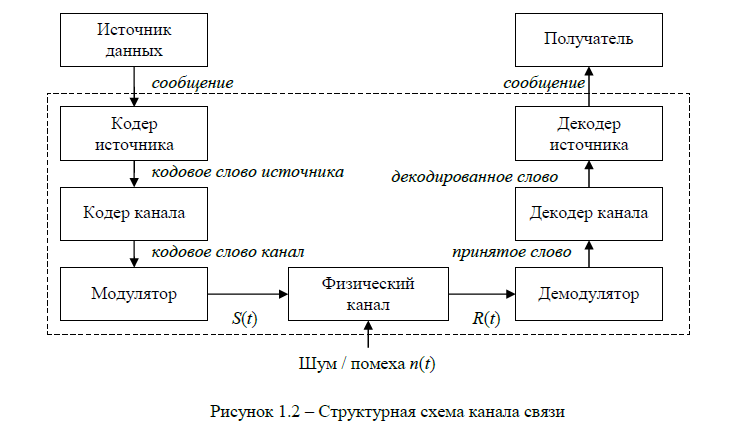 Источник
данных
Получатель
сообщение
сообщение
Кодер
источника
Декодер
источника
кодовое слово источника
декодированное слово
Кодер канала
Декодер канала
кодовое слово канал
принятое слово
Модулятор
Физический
канал
Демодулятор
S(t)
R(t)
Шум / помеха n(t)
Рисунок 1.2 – Структурная схема канала связи